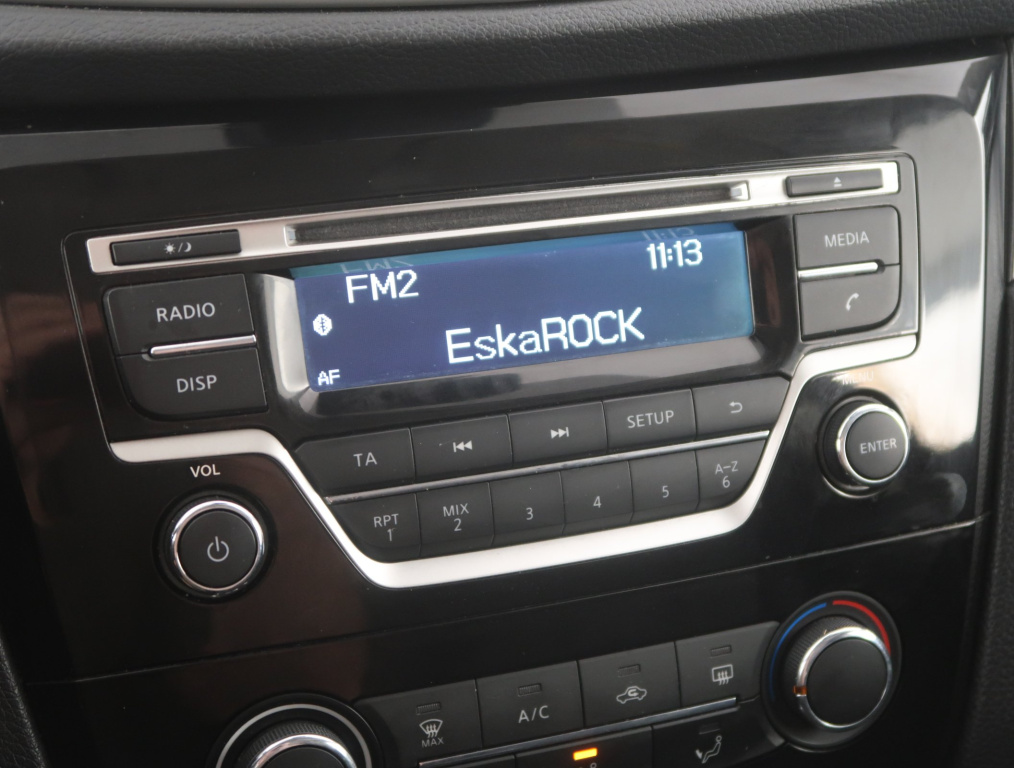 FM2
11:13
EskaROCK
AF
RADIO
DISP
MEDIA
TA
SETUP
VOL
MENU
ENTER
RPT
1
MIX
2
3
4
5
A–Z
6
MAX
A/C